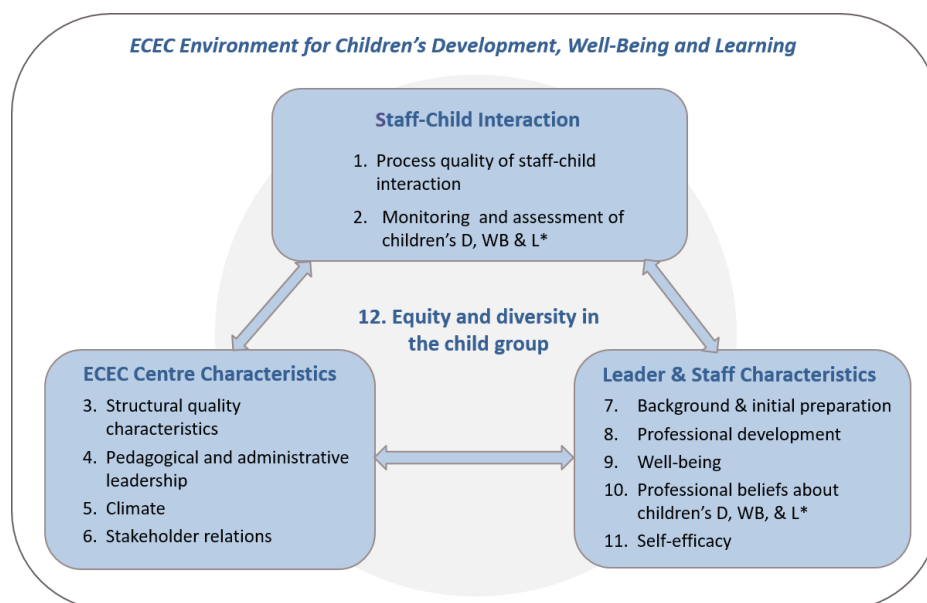 ECEC Environment for Children's Development, Well-Being and Learning
Staff-Child Interaction
1. Process quality of staff-child
interaction
2. Monitoring and assessment of
children's D, WB & L*
12. Equity and diversity in
the child group
ECEC Centre Characteristics
3. Structural quality
characteristics
4. Pedagogical and administrative
leadership
5. Climate
6. Stakeholder relations
Leader & Staff Characteristics
7. Background & initial preparation
8. Professional development
9. Well-being
10. Professional beliefs about
children's D, WB, & L*
11. Self-efficacy